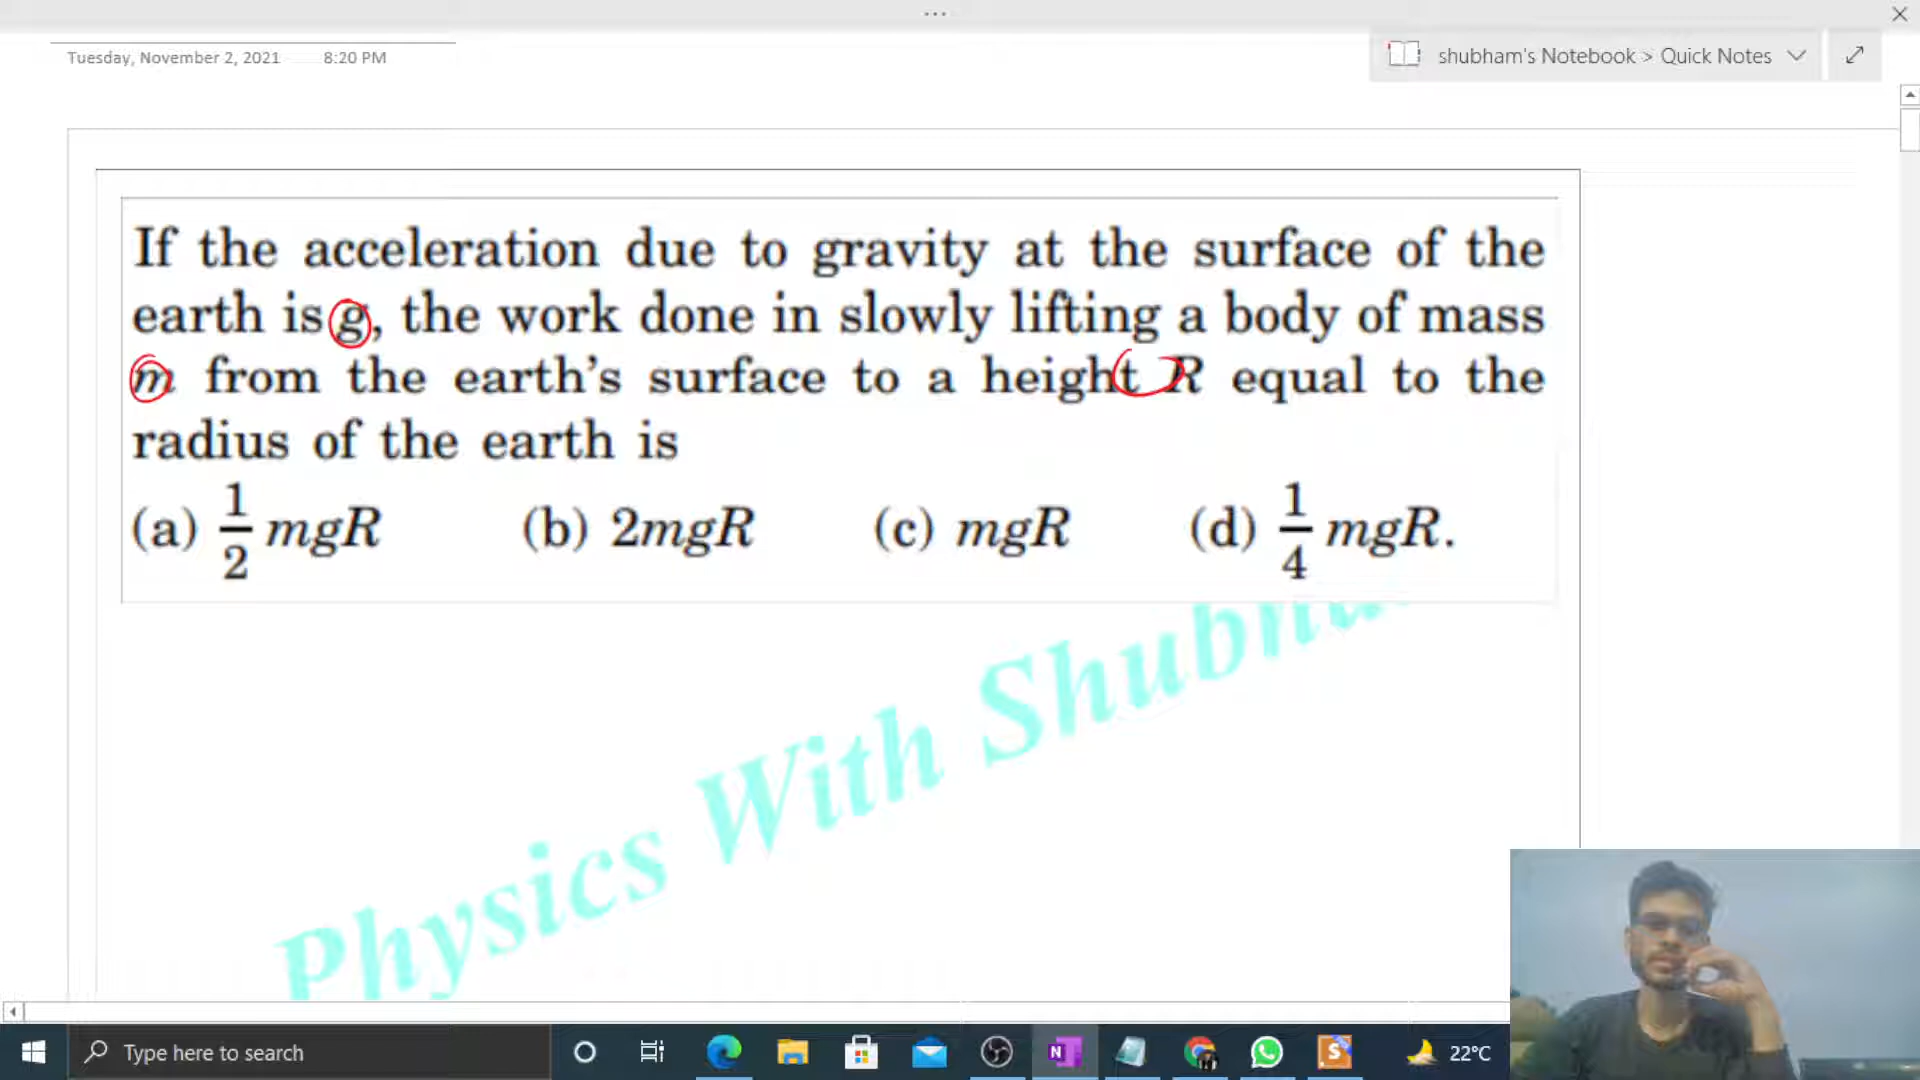 Tuesday, November 2, 2021 8:20 PM
shubham's Notebook > Quick Notes
If the acceleration due to gravity at the surface of the
earth is g, the work done in slowly lifting a body of mass
m from the earth's surface to a height R equal to the
radius of the earth is
(a) 1/2 mgR (b) 2mgR (c) mgR (d) 1/4 mgR.
Physics With
Type here to search
22°C